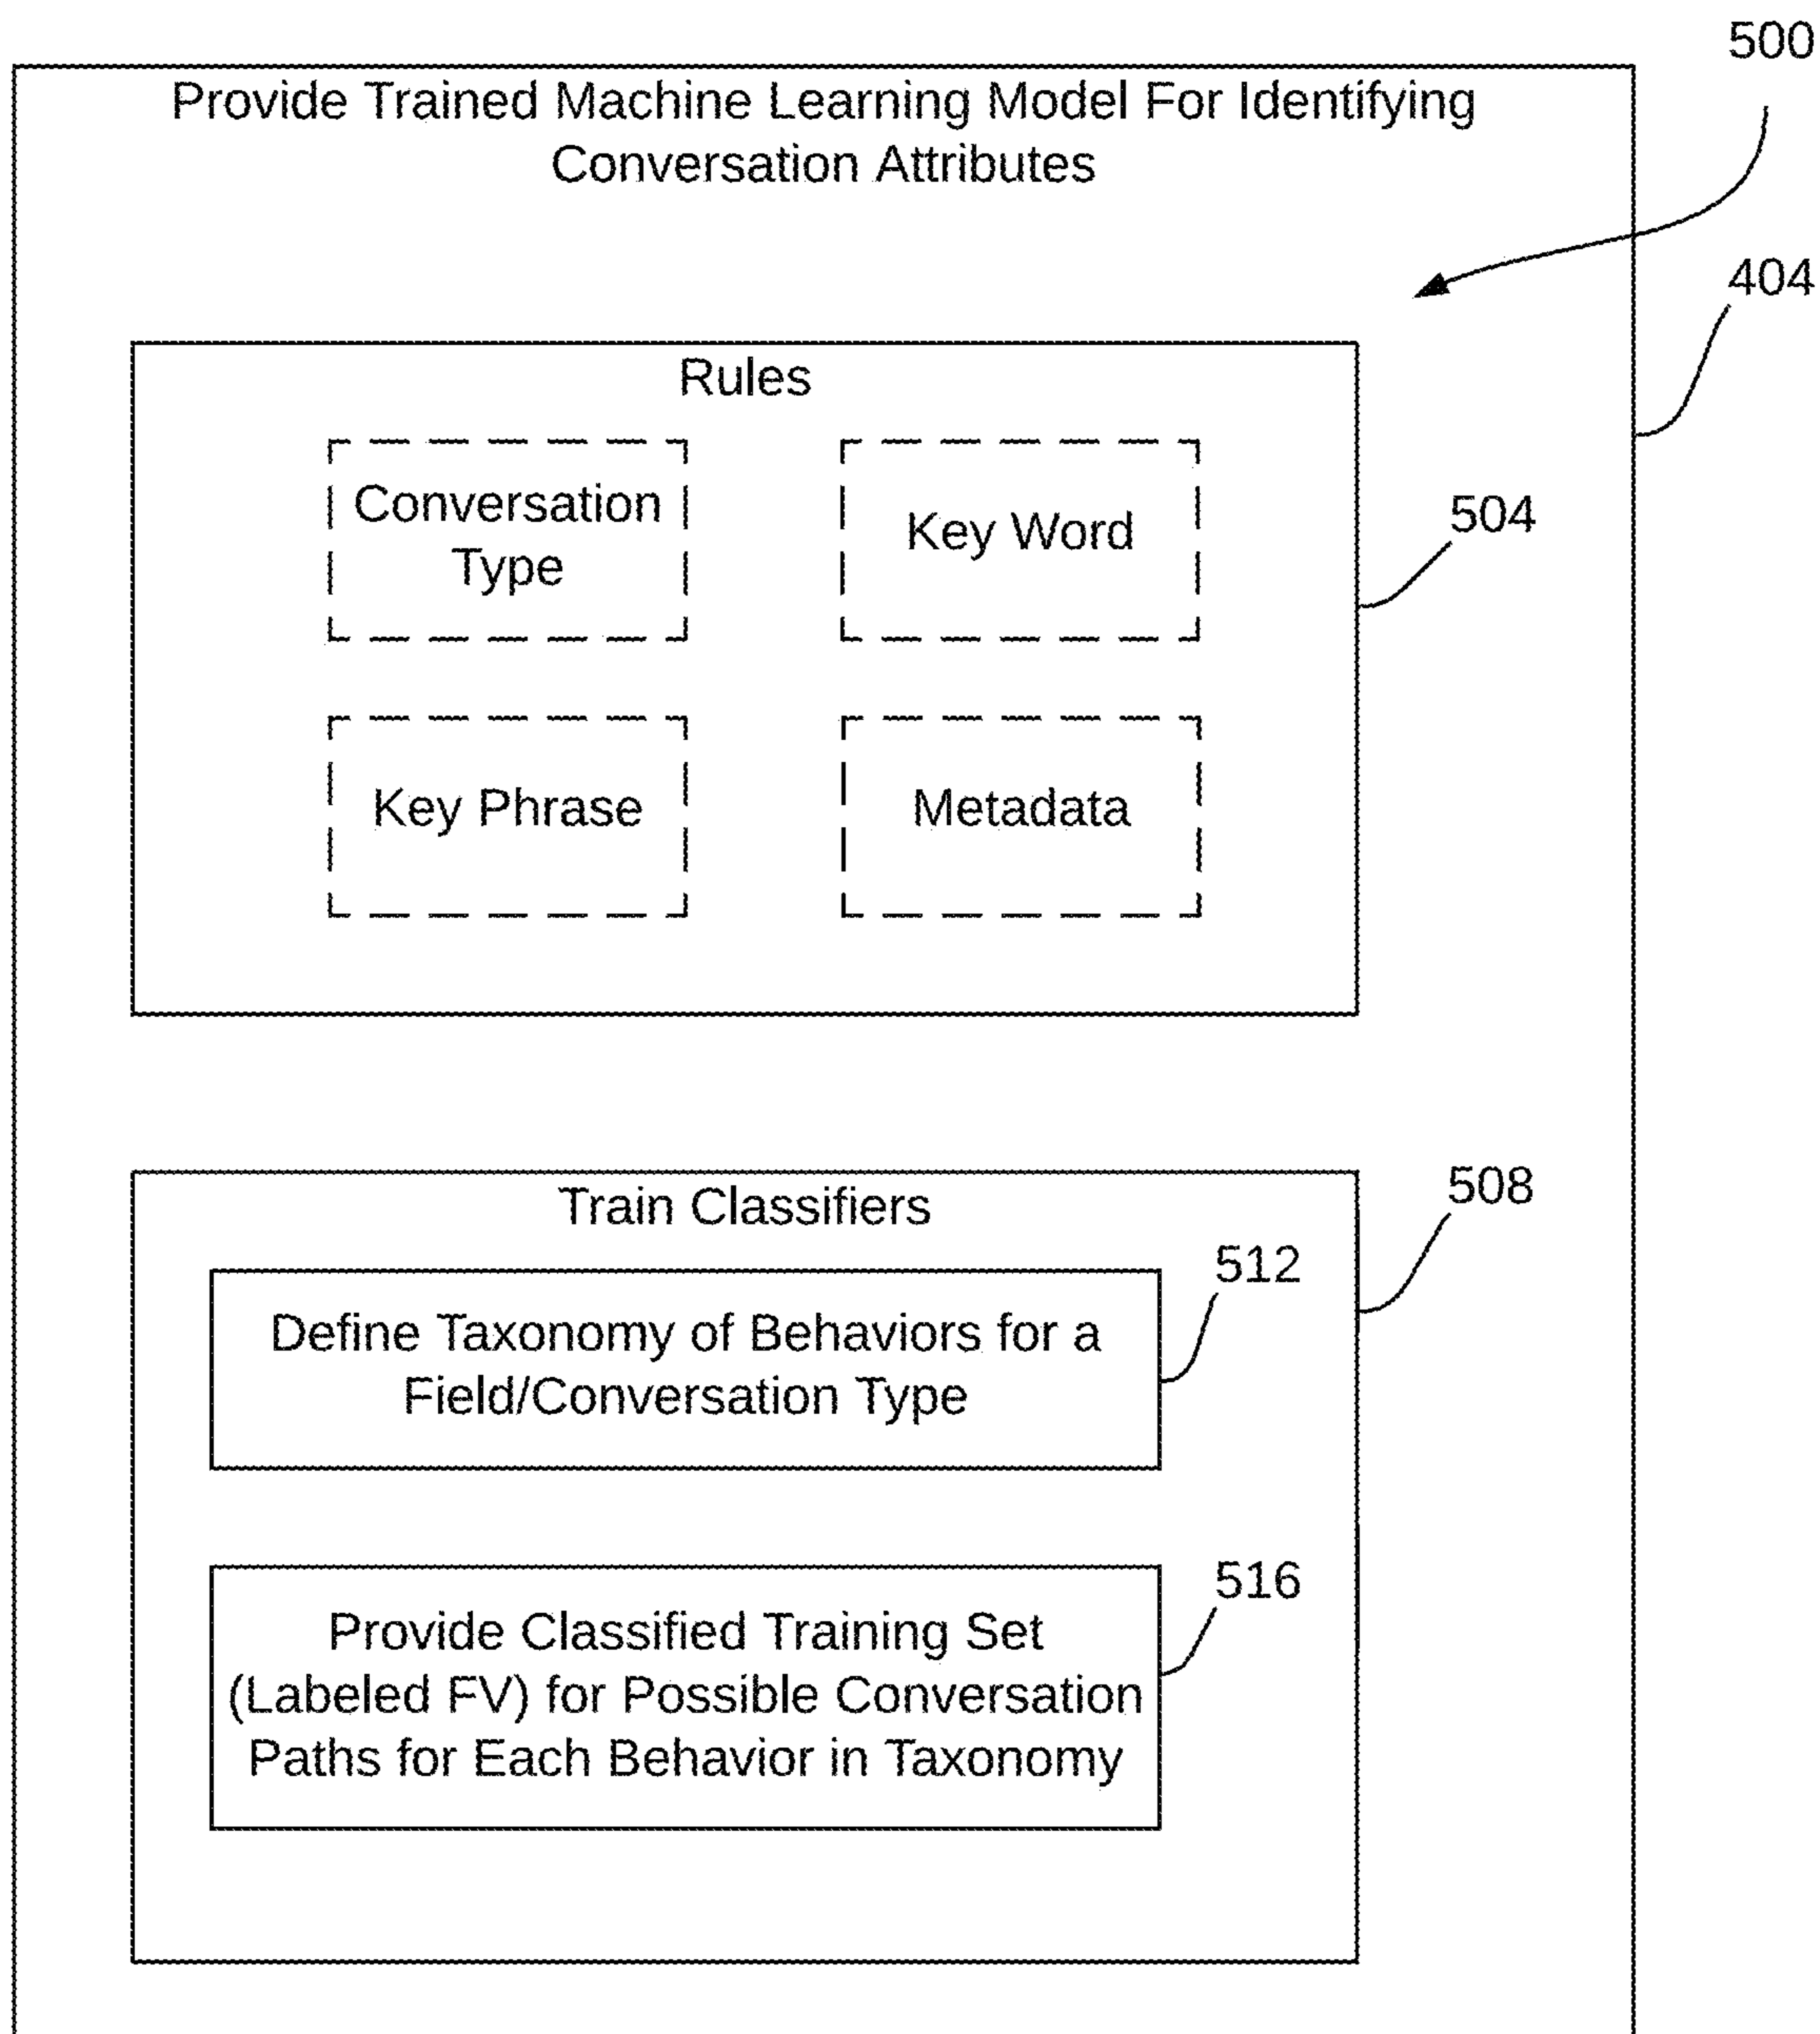 500
Provide Trained Machine Learning Model For Identifying
Conversation Attributes
404
Rules
Conversation
Type
Key Word
504
Key Phrase
Metadata
508
Train Classifiers
512
Define Taxonomy of Behaviors for a
Field/Conversation Type
516
Provide Classified Training Set
(Labeled FV) for Possible Conversation
Paths for Each Behavior in Taxonomy